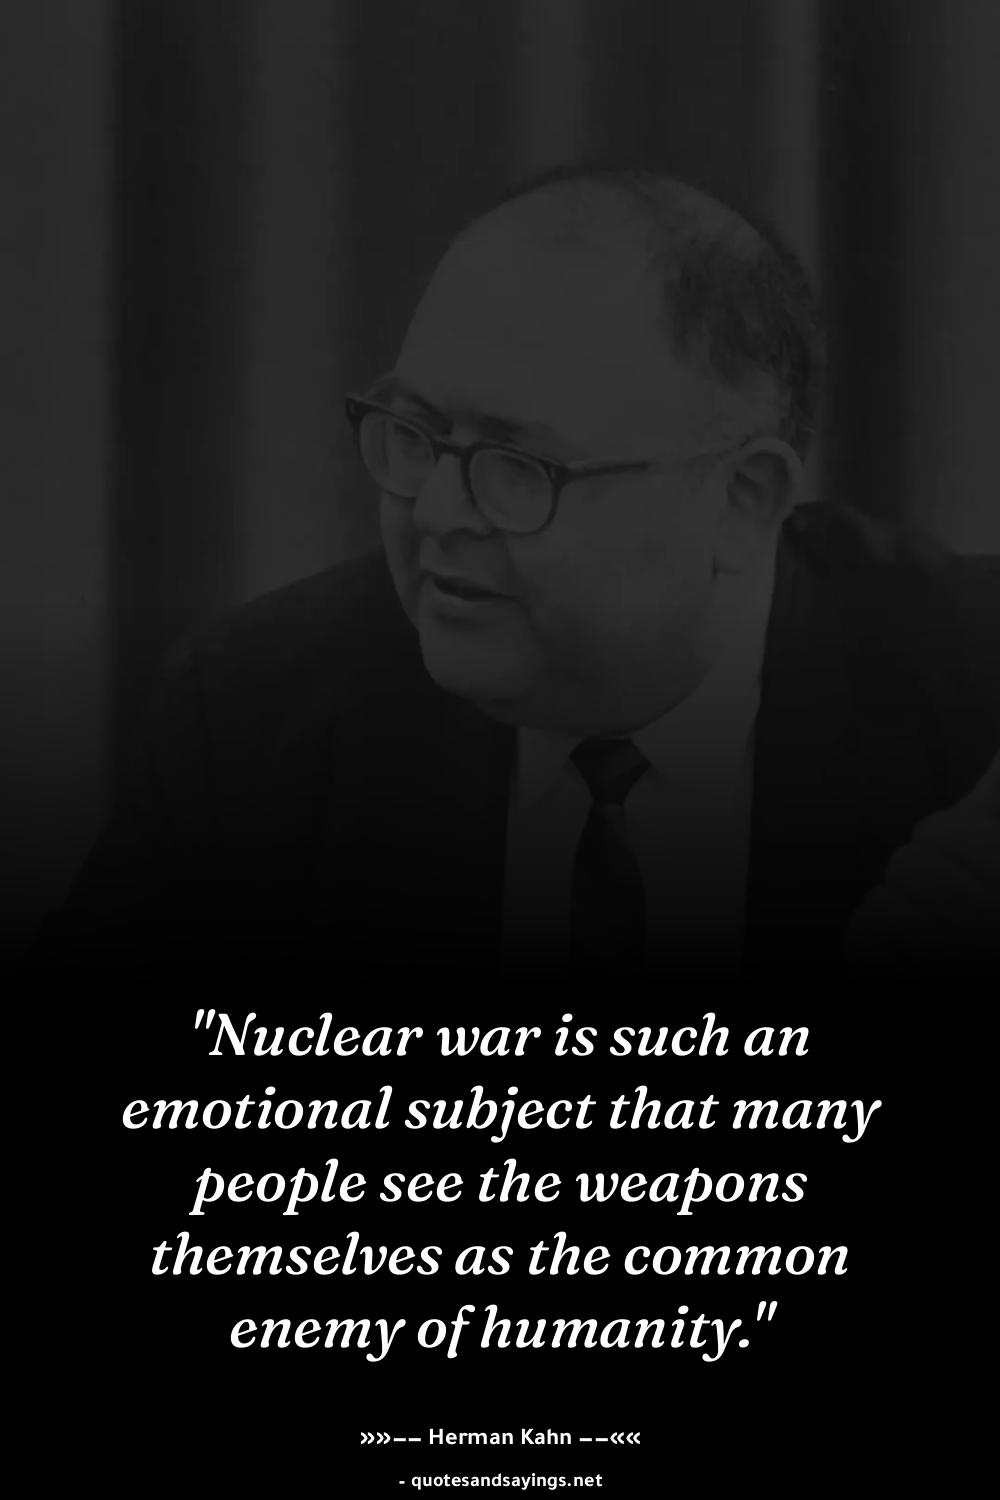 "Nuclear war is such an
emotional subject that many
people see the weapons
themselves as the common
enemy of humanity."
»»−− Herman Kahn −−««
- quotesandsayings.net